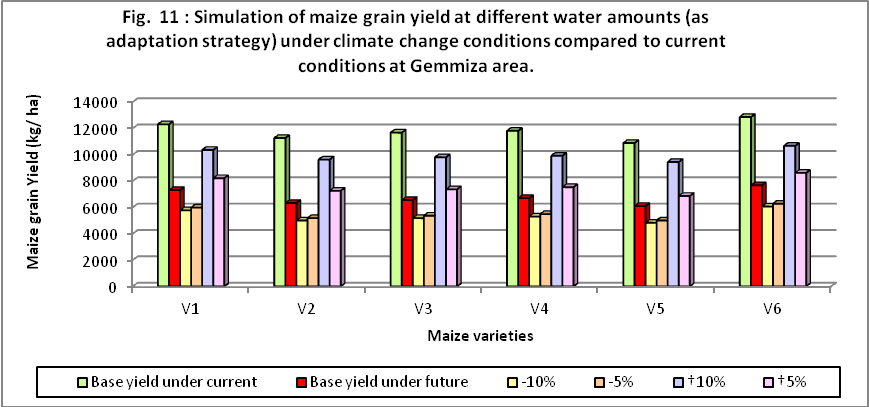 Fig.  11 : Simulation of maize grain yield at different water amounts (as
adaptation strategy) under climate change conditions compared to current
conditions at Gemmiza area.
Maize grain Yield (kg/ ha)
14000
12000
10000
8000
6000
4000
2000
0
V1 V2 V3 V4 V5 V6
Maize varieties
Base yield under current Base yield under future -10% -5% †10% †5%